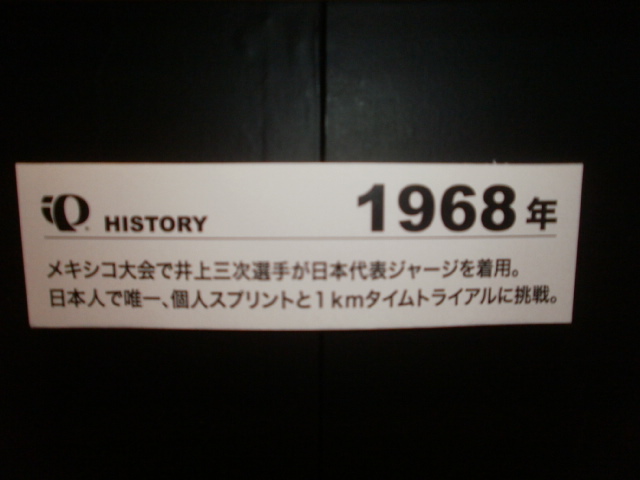 HISTORY 1968年
メキシコ大会で井上三次選手が日本代表ジャージを着用。
日本人で唯一、個人スプリントと1kmタイムトライアルに挑戦。